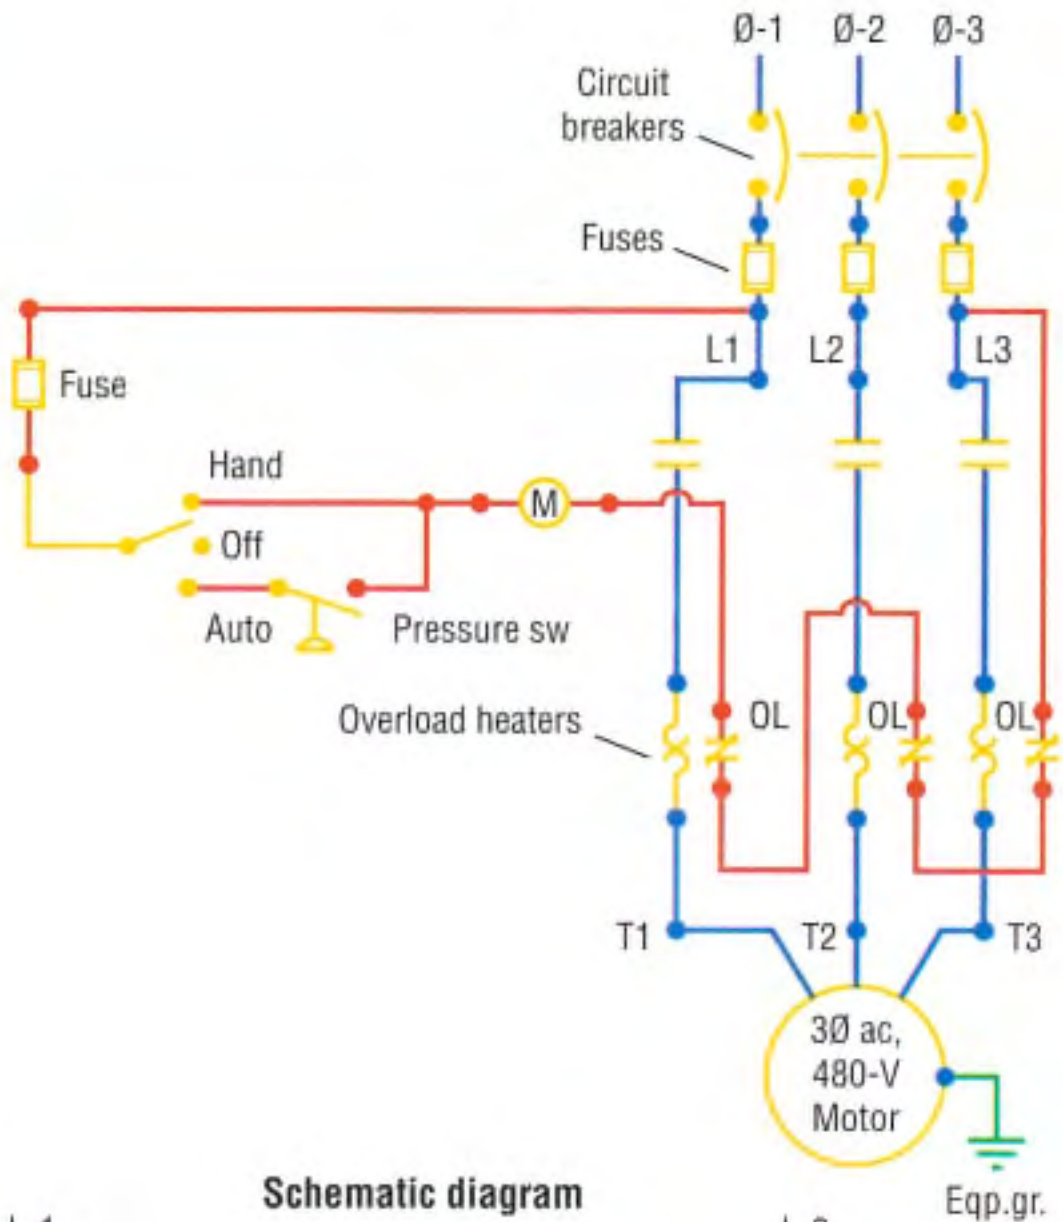 Ø-1 Ø-2 Ø-3
Circuit
breakers
Fuses
L1 L2 L3
Fuse
Hand
M
Off
Auto
Pressure sw
Overload heaters
OL OL OL
T1 T2 T3
3Ø ac,
480-V
Motor
Schematic diagram
Eqp.gr.